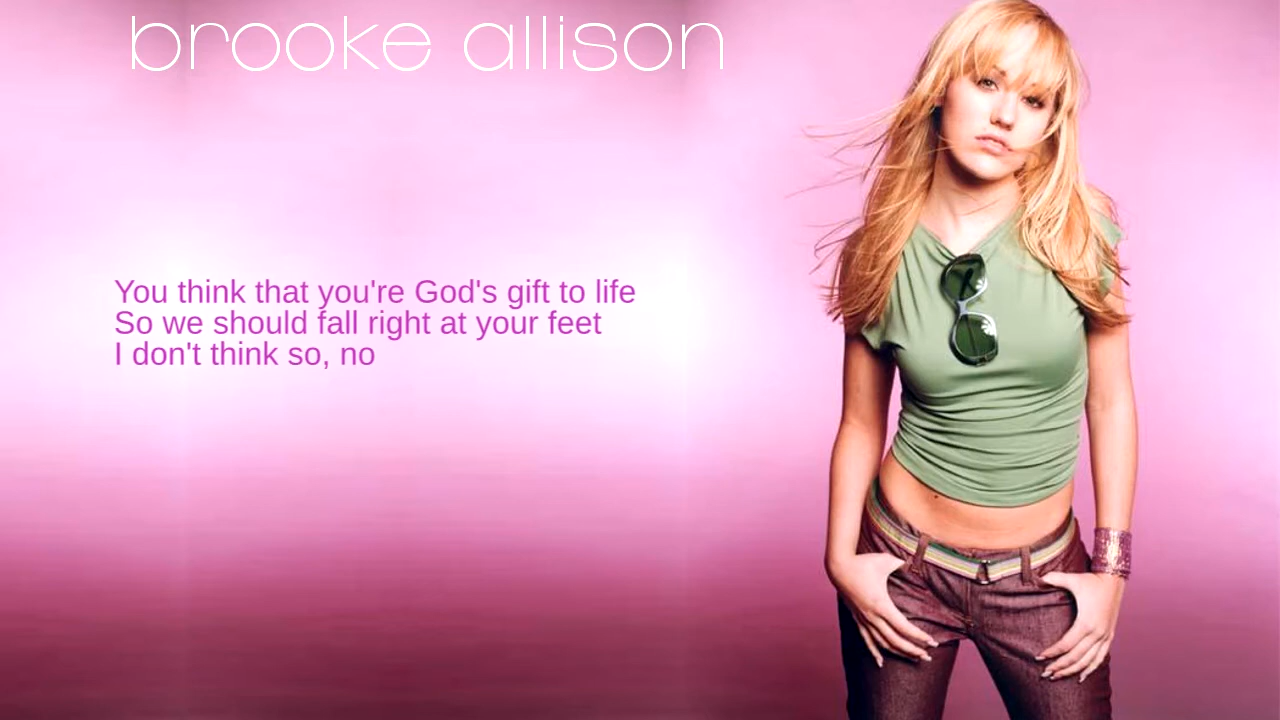 brooke allison
You think that you're God's gift to life
So we should fall right at your feet
I don't think so, no